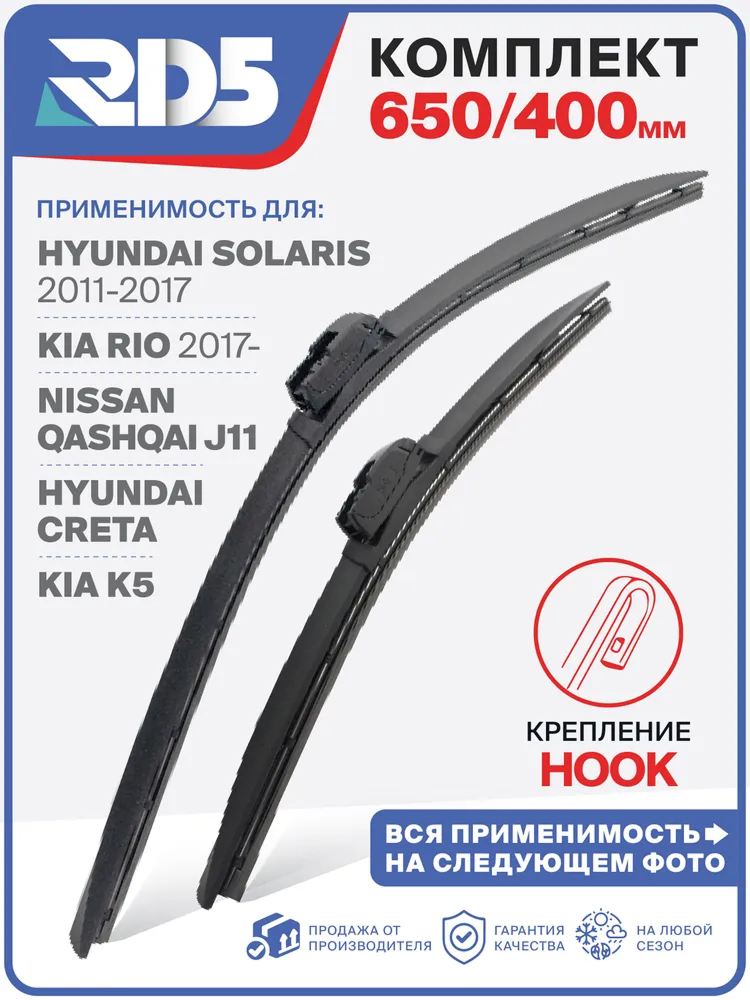 RD5
КОМПЛЕКТ
650/400мм
ПРИМЕНИМОСТЬ ДЛЯ:
HYUNDAI SOLARIS
2011-2017
KIA RIO 2017-
NISSAN
QASHQAI J11
HYUNDAI
CRETA
KIA K5
КРЕПЛЕНИЕ
HOOK
ВСЯ ПРИМЕНИМОСТЬ
НА СЛЕДУЮЩЕМ ФОТО
ПРОДАЖА ОТ
ПРОИЗВОДИТЕЛЯ
ГАРАНТИЯ
КАЧЕСТВА
НА ЛЮБОЙ
СЕЗОН